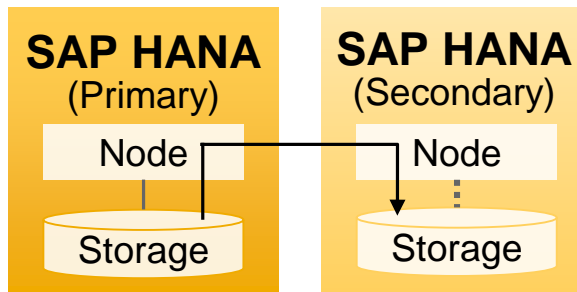 SAP HANA
(Primary)
Node
Storage
SAP HANA
(Secondary)
Node
Storage